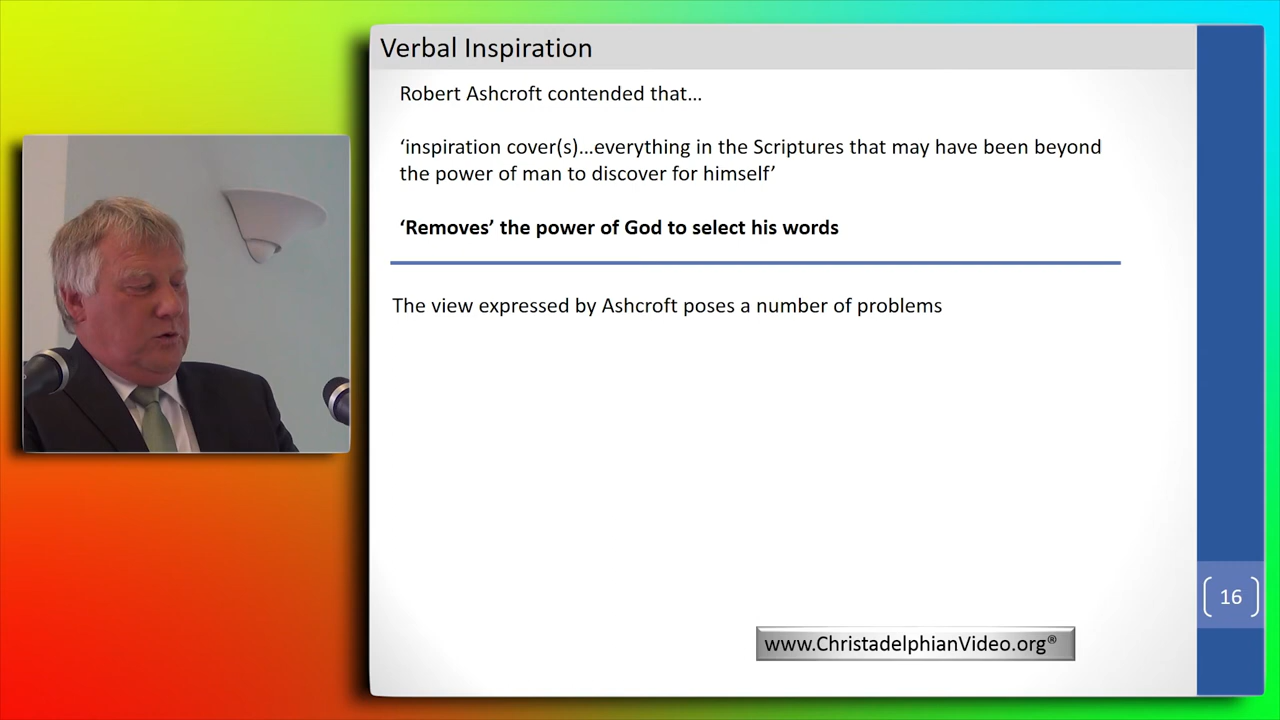 Verbal Inspiration
Robert Ashcroft contended that…
‘inspiration cover(s)…everything in the Scriptures that may have been beyond
the power of man to discover for himself’
‘Removes’ the power of God to select his words
The view expressed by Ashcroft poses a number of problems
16
www.ChristadelphianVideo.org®